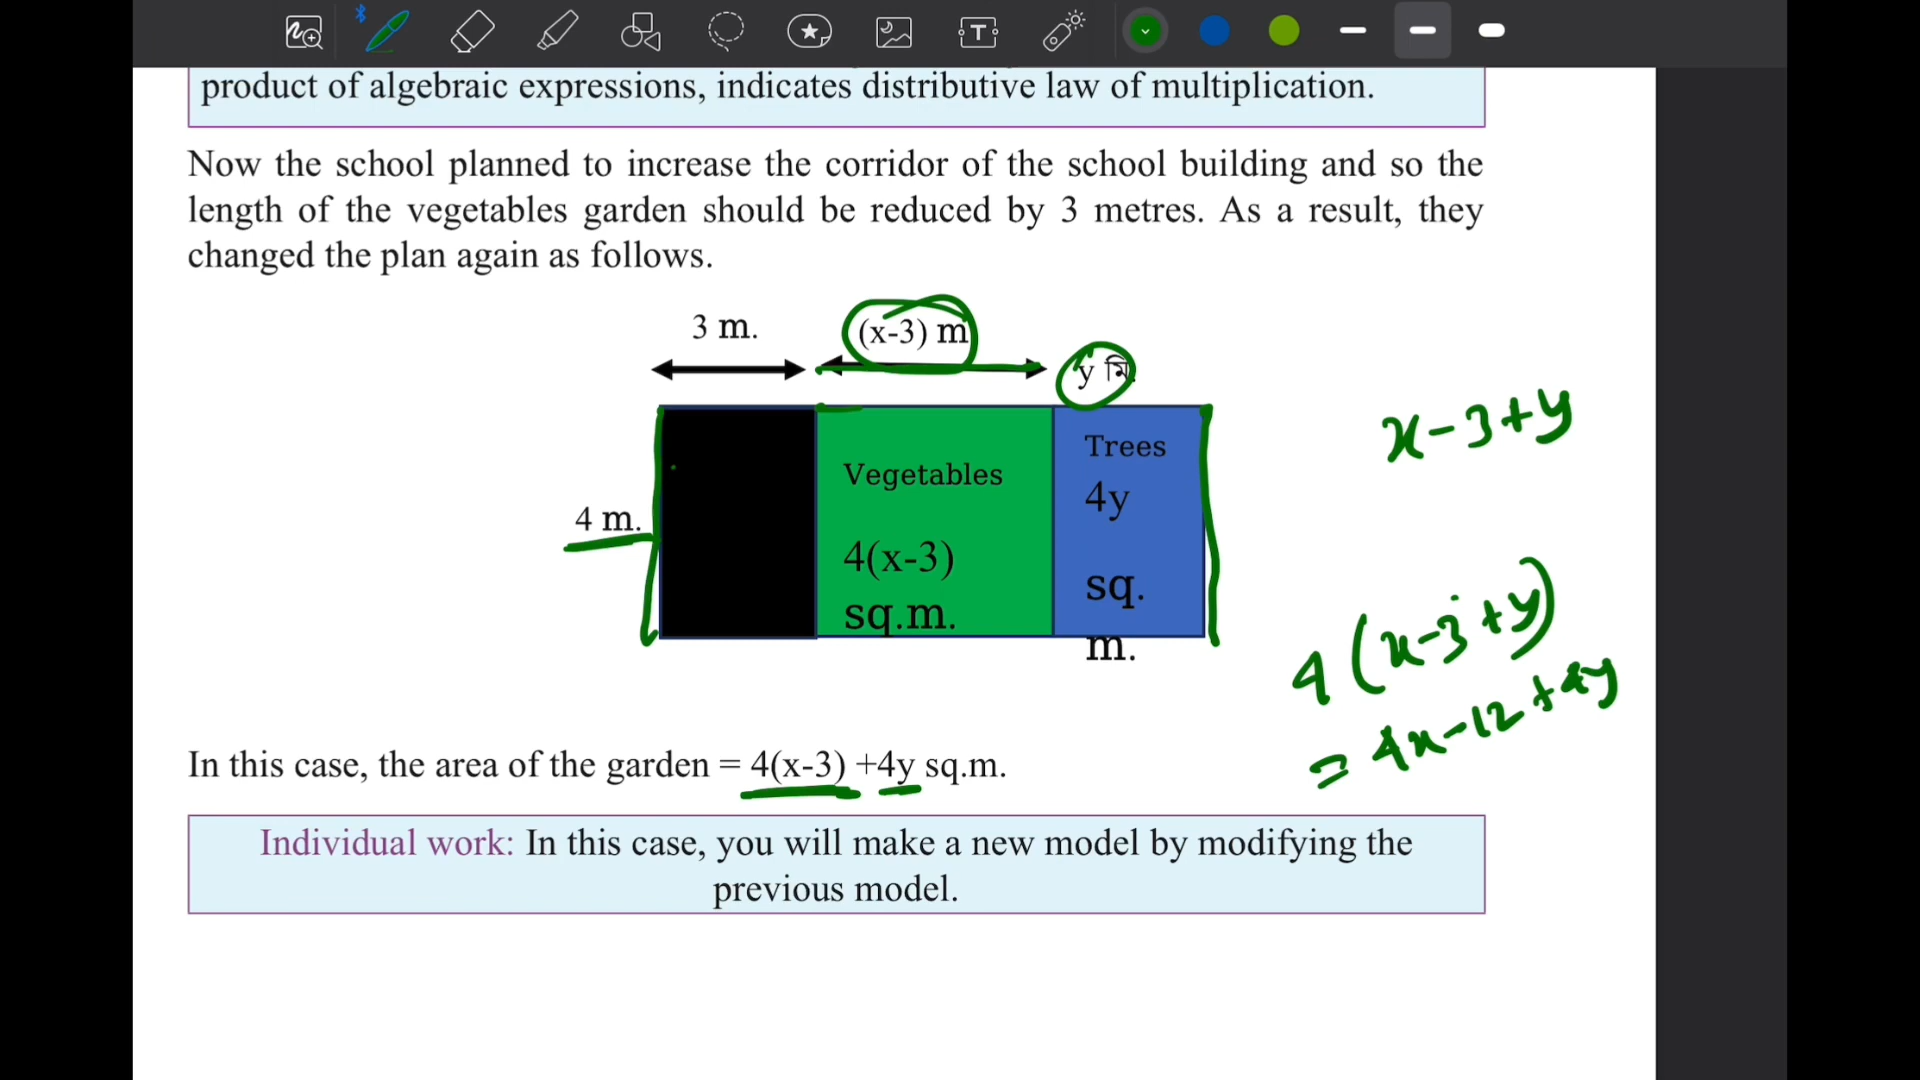 product of algebraic expressions, indicates distributive law of multiplication.
Now the school planned to increase the corridor of the school building and so the
length of the vegetables garden should be reduced by 3 metres. As a result, they
changed the plan again as follows.
3 m.
(x-3) m
y মি.
4 m.
Vegetables
4(x-3)
sq.m.
Trees
4y
sq.
m.
x-3+y
4(x-3+y)
= 4x-12+4y
In this case, the area of the garden = 4(x-3) +4y sq.m.
Individual work: In this case, you will make a new model by modifying the
previous model.